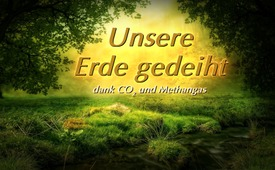 Unsere
Erde gedeiht
dank CO₂ und Methangas